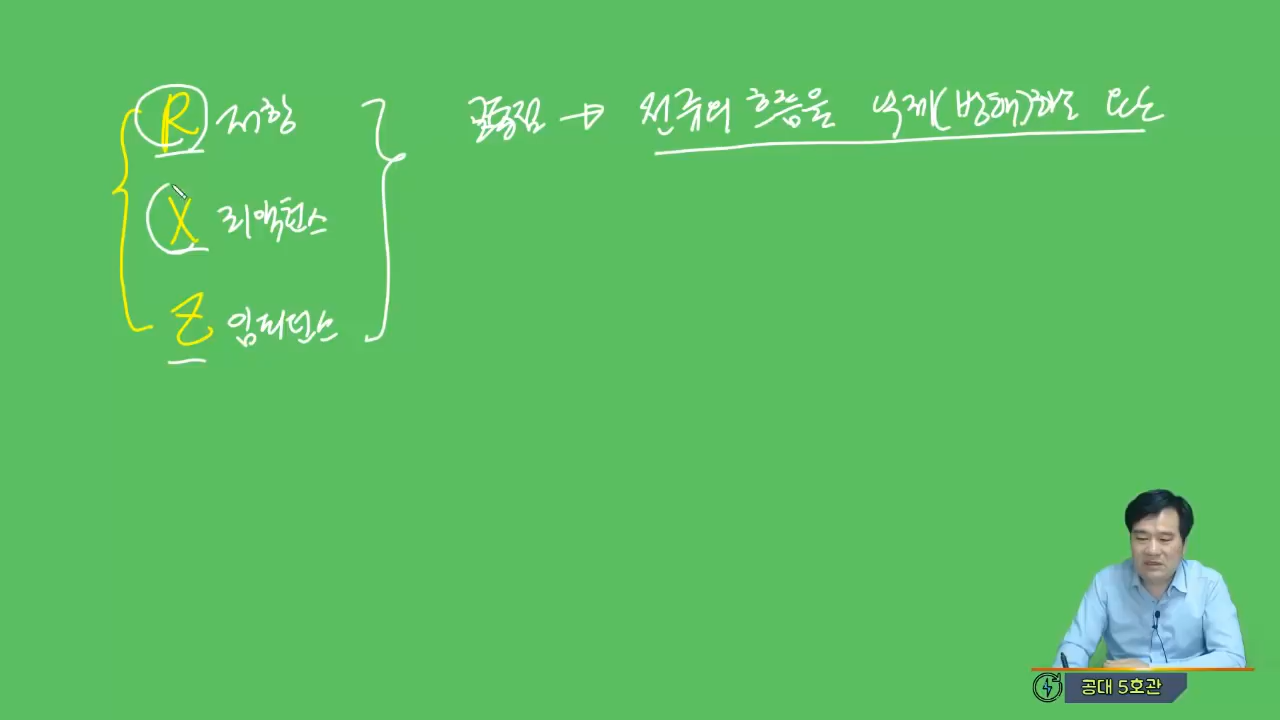 R 저항
공통점 → 전류의 흐름을 억제(방해)하는 요소
X 리액턴스
Z 임피던스
공대 5호관